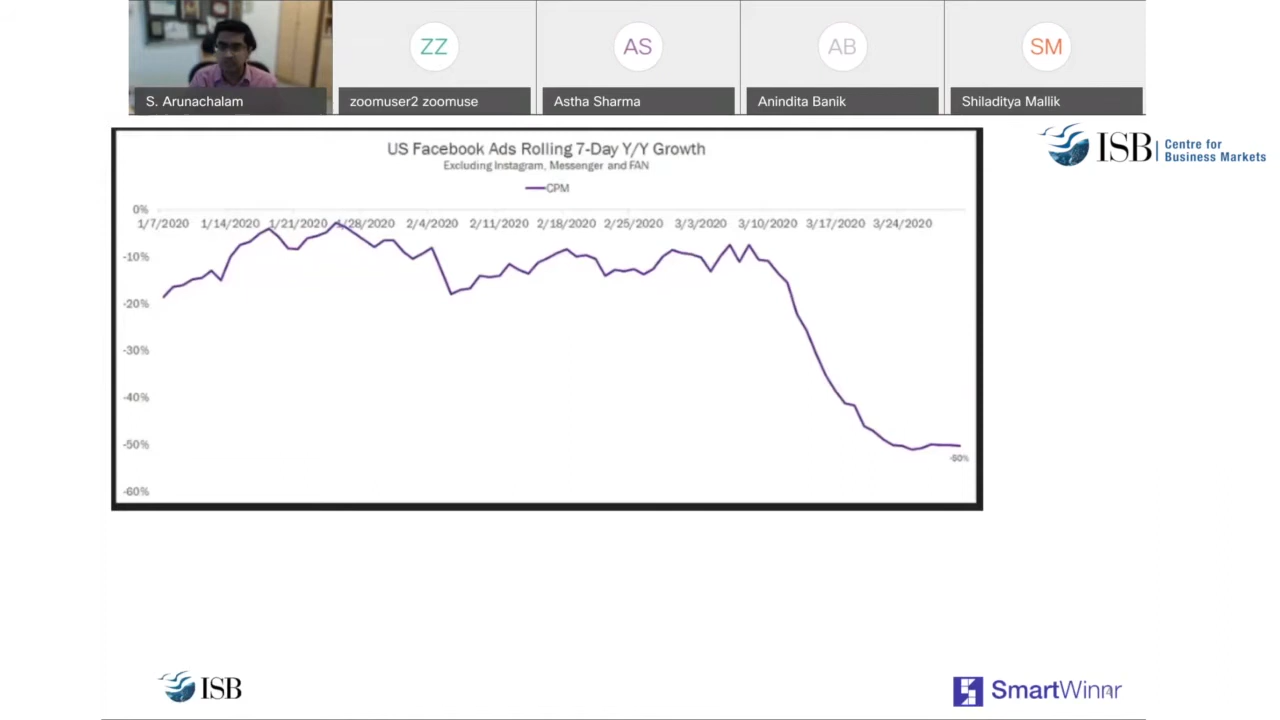 ZZ
AS
AB
SM
S. Arunachalam
zoomuser2 zoomuse
Astha Sharma
Anindita Banik
Shiladitya Mallik
ISB
Centre for
Business Markets
US Facebook Ads Rolling 7-Day Y/Y Growth
Excluding Instagram, Messenger and FAN
CPM
0%
1/7/2020 1/14/2020 1/21/2020 1/28/2020 2/4/2020 2/11/2020 2/18/2020 2/25/2020 3/3/2020 3/10/2020 3/17/2020 3/24/2020
-10%
-20%
-30%
-40%
-50%
-50%
-60%
ISB
SmartWinnr